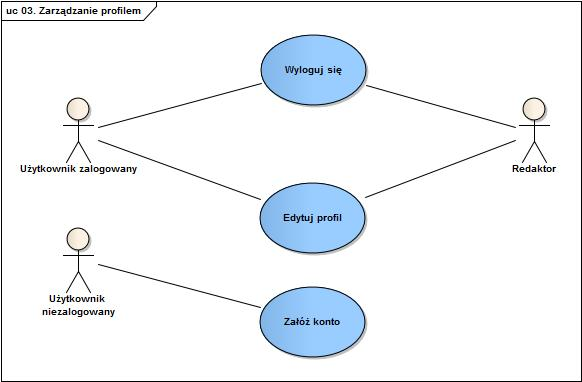 uc 03. Zarządzanie profilem
Wyloguj się
Użytkownik zalogowany
Redaktor
Edytuj profil
Użytkownik
niezalogowany
Załóż konto